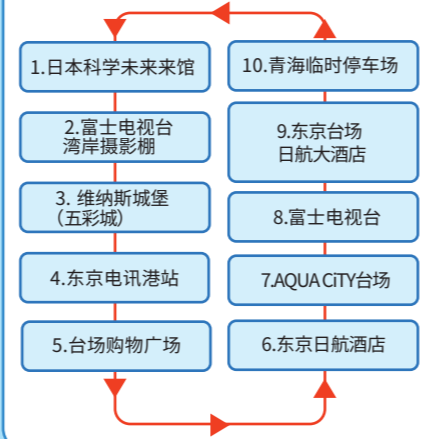 1.日本科学未来来馆
2.富士电视台
湾岸摄影棚
3. 维纳斯城堡
（五彩城）
4.东京电讯港站
5.台场购物广场
6.东京日航酒店
7.AQUA CiTY台场
8.富士电视台
9.东京台场
日航大酒店
10.青海临时停车场